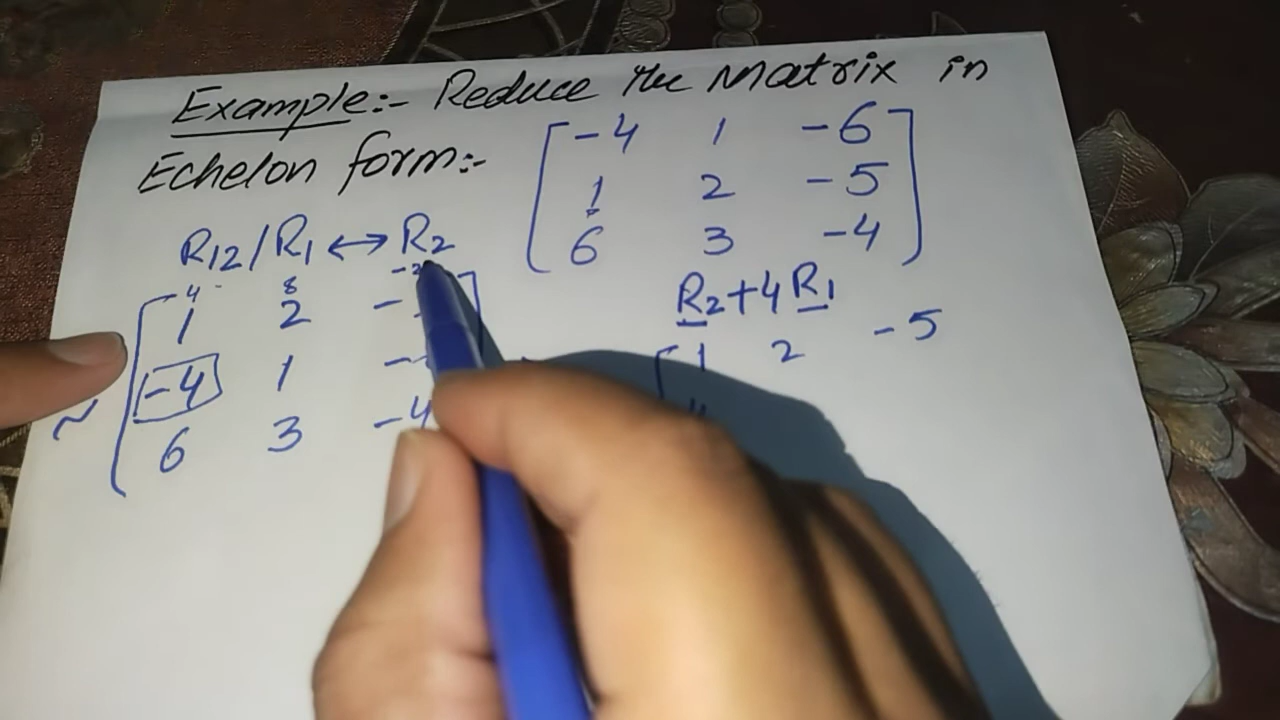 Example:- Reduce the Matrix in
Echelon form:-
-4 1 -6
1 2 -5
6 3 -4
R12/R1 ↔ R2
4 8
1 2 -
-4 1 -
6 3 -4
~
R2+4R1
1 2 -5